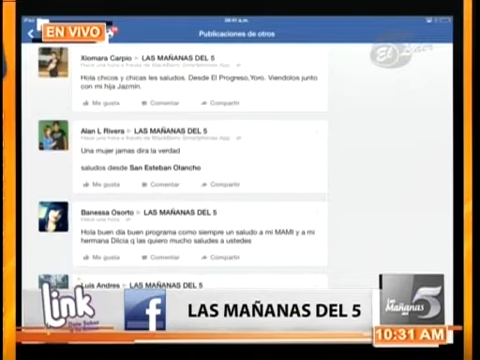 EN VIVO
Publicaciones de otros
Xiomara Carpio LAS MAÑANAS DEL 5
Hola chicos y chicas les saludos. Desde El Progreso,Yoro. Viendolos junto
con mi hija Jazmin.
Me gusta Comentar Compartir
Alan L Rivera LAS MAÑANAS DEL 5
Una mujer jamas dira la verdad
saludos desde San Esteban Olancho
Me gusta Comentar Compartir
Banessa Osorto LAS MAÑANAS DEL 5
Hola buen día buen programa como siempre un saludo a mi MAMI y a mi
hermana Dilcia q las quiero mucho saludes a ustedes
Me gusta Comentar Compartir
Luis Andres LAS MAÑANAS DEL 5
link
f LAS MAÑANAS DEL 5
Las
Mañanas
del 5
10:31 AM